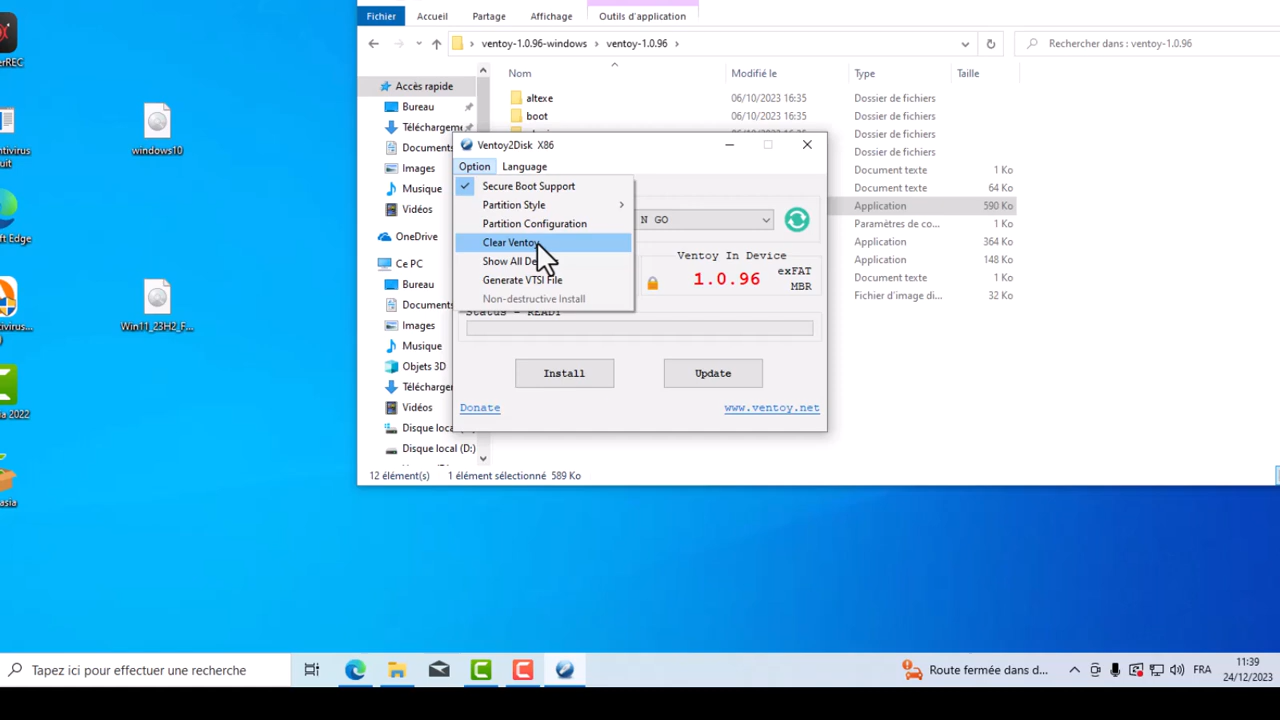 Fichier Accueil Partage Affichage Outils d'application
ventoy-1.0.96-windows > ventoy-1.0.96 >
Rechercher dans : ventoy-1.0.96
Nom Modifié le Type Taille
Accès rapide
Bureau
Documents
Images
Musique
Vidéos
OneDrive
Ce PC
Bureau
Documents
Images
Musique
Objets 3D
Vidéos
Disque local (D:)
altexe 06/10/2023 16:35 Dossier de fichiers
boot 06/10/2023 16:35 Dossier de fichiers
06/10/2023 16:35 Dossier de fichiers
Dossier de fichiers
Document texte 1 Ko
Document texte 64 Ko
Application 590 Ko
Paramètres de co... 1 Ko
Application 364 Ko
Application 148 Ko
Document texte 1 Ko
Fichier d'image di... 32 Ko
Ventoy2Disk X86
Option Language
Secure Boot Support
Partition Style
Partition Configuration
Clear Ventoy
Show All De
Generate VTSI File
Non-destructive Install
N GO
Ventoy In Device
1.0.96 exFAT
MBR
Status - READY
Install Update
Donate www.ventoy.net
12 élément(s) 1 élément sélectionné 589 Ko
windows10
Win11_23H2_F...
Tapez ici pour effectuer une recherche
Route fermée dans d...
FRA
11:39
24/12/2023